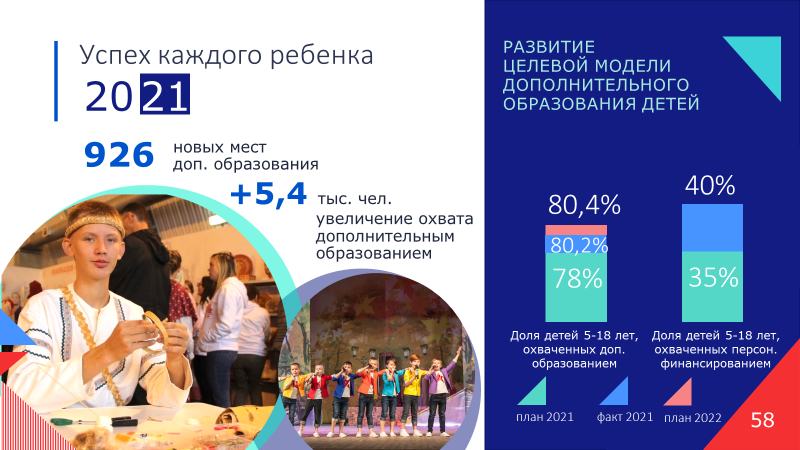 Успех каждого ребенка
2021
926
новых мест
доп. образования
+5,4 тыс. чел.
увеличение охвата
дополнительным
образованием
РАЗВИТИЕ
ЦЕЛЕВОЙ МОДЕЛИ
ДОПОЛНИТЕЛЬНОГО
ОБРАЗОВАНИЯ ДЕТЕЙ
80,4%
80,2%
78%
40%
35%
Доля детей 5-18 лет,
охваченных доп.
образованием
Доля детей 5-18 лет,
охваченных персон.
финансированием
план 2021
факт 2021
план 2022
58